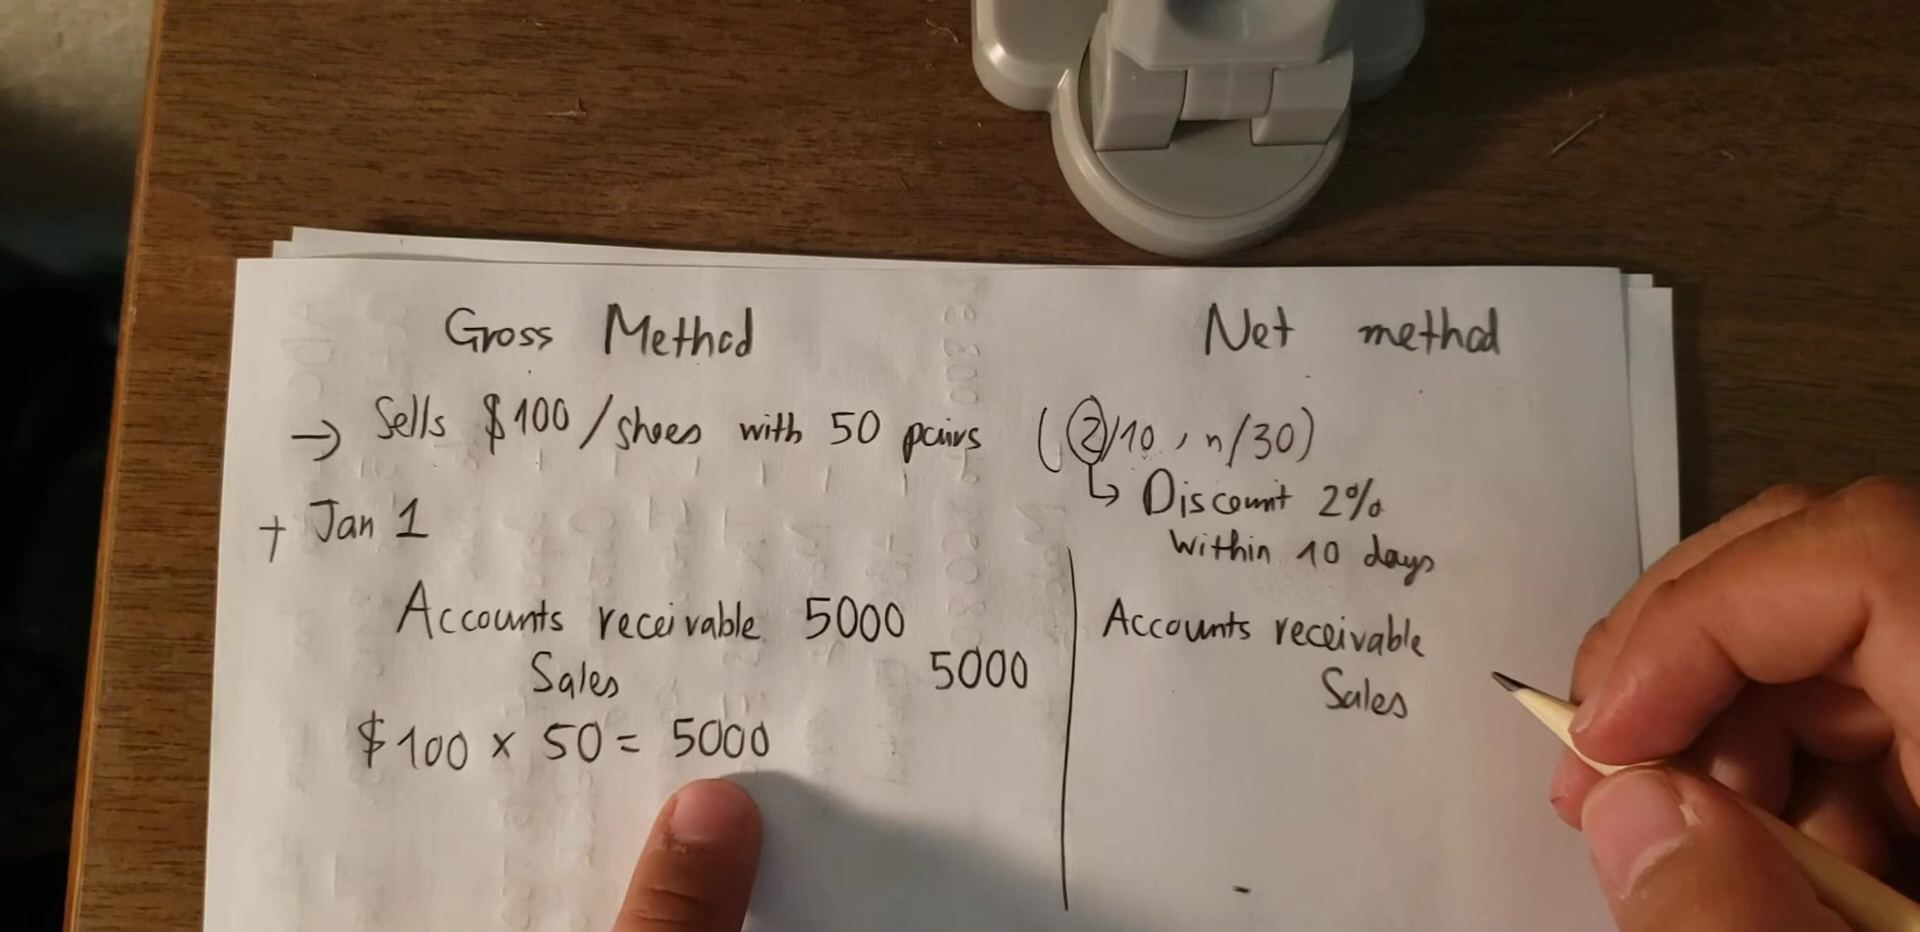 Gross Method
Net method
→ Sells $100/shoes with 50 pairs (2/10, n/30)
↳ Discount 2%
within 10 days
+ Jan 1
Accounts receivable 5000
Sales 5000
$100 × 50 = 5000
Accounts receivable
Sales